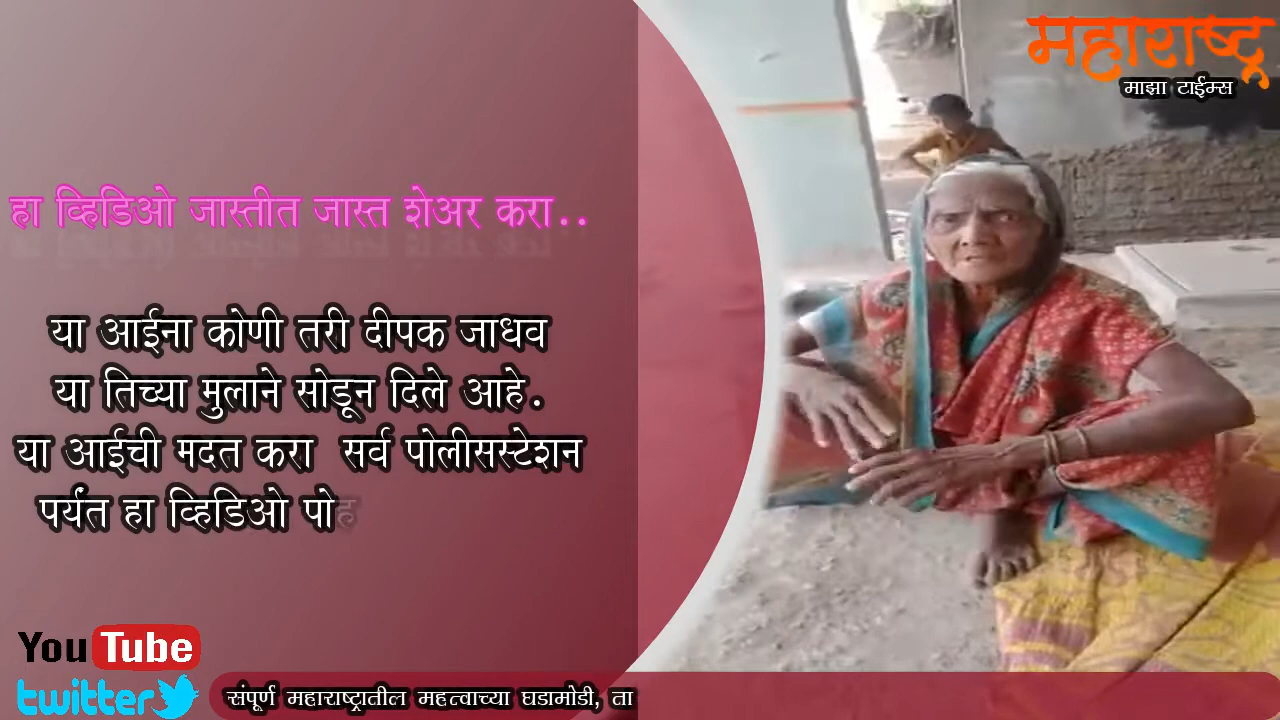 महाराष्ट्र
माझा टाईम्स
हा व्हिडिओ जास्तीत जास्त शेअर करा..
या आईना कोणी तरी दीपक जाधव
या तिच्या मुलाने सोडून दिले आहे.
या आईची मदत करा सर्व पोलीसस्टेशन
पर्यंत हा व्हिडिओ पोह
YouTube
twitter
संपूर्ण महाराष्ट्रातील महत्वाच्या घडामोडी, ता